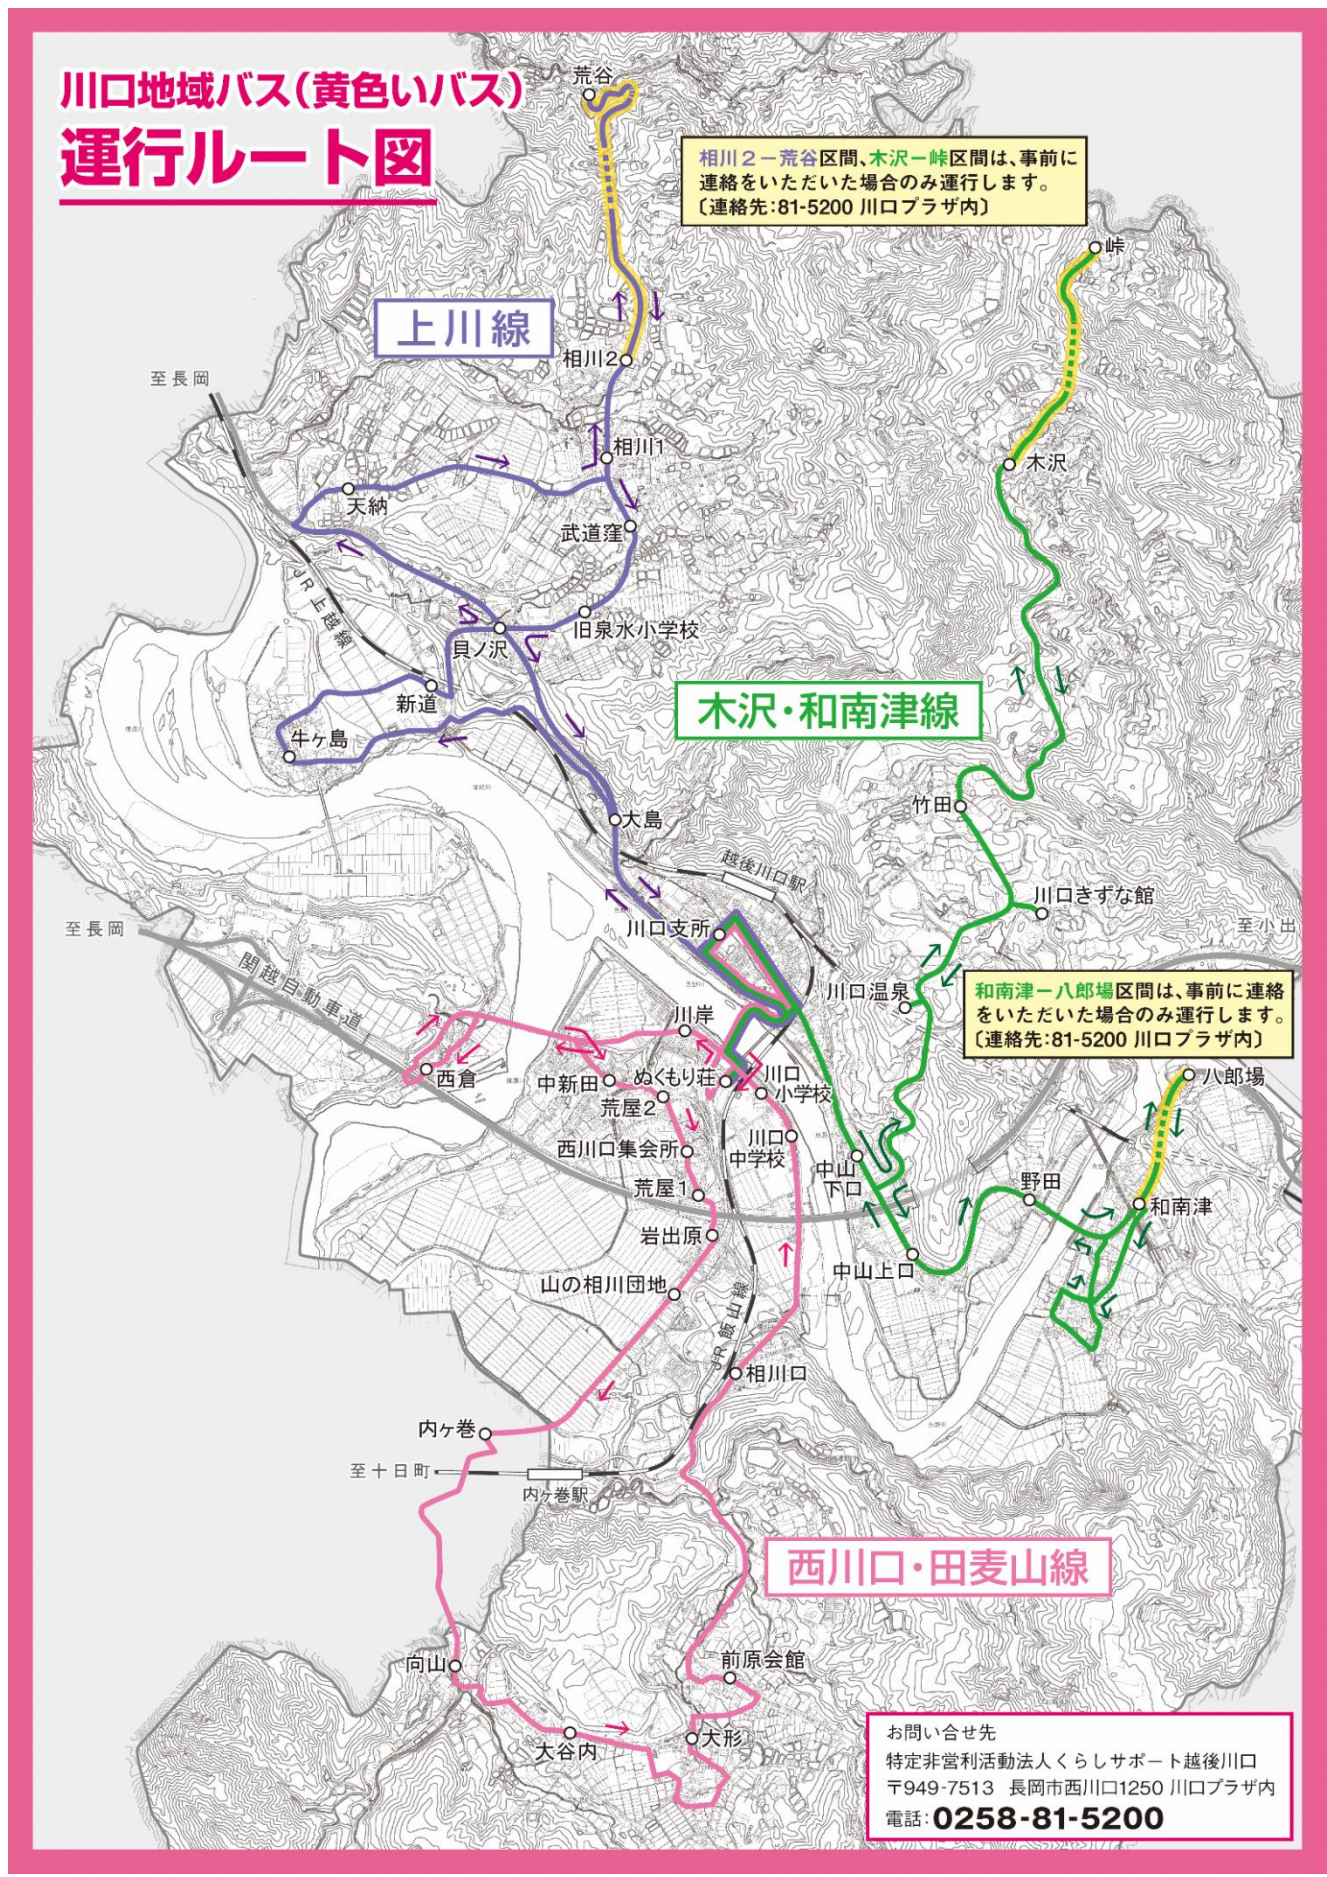 川口地域バス(黄色いバス)
運行ルート図
荒谷
相川2ー荒谷区間、木沢ー峠区間は、事前に
連絡をいただいた場合のみ運行します。
〔連絡先:81-5200 川口プラザ内〕
峠
上川線
相川2
至長岡
相川1
木沢
天納
武道窪
JR上越線
旧泉水小学校
貝ノ沢
新道
木沢・和南津線
牛ヶ島
竹田
大島
越後川口駅
川口きずな館
川口支所
至小出
至長岡
関越自動車道
川口温泉
和南津ー八郎場区間は、事前に連絡
をいただいた場合のみ運行します。
〔連絡先:81-5200 川口プラザ内〕
川岸
西倉
中新田
ぬくもり荘
川口
小学校
八郎場
荒屋2
川口
中学校
西川口集会所
中山
下口
荒屋1
野田
和南津
岩出原
中山上口
山の相川団地
JR飯山線
相川口
内ヶ巻
至十日町
内ヶ巻駅
西川口・田麦山線
向山
前原会館
大谷内
大形
お問い合せ先
特定非営利活動法人くらしサポート越後川口
〒949-7513 長岡市西川口1250 川口プラザ内
電話:0258-81-5200